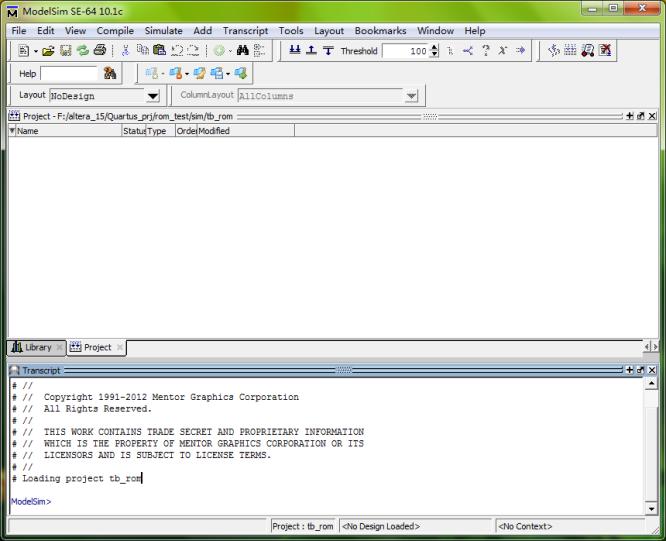 ModelSim SE-64 10.1c
File Edit View Compile Simulate Add Transcript Tools Layout Bookmarks Window Help
Threshold 100
Help
Layout NoDesign ColumnLayout AllColumns
Project - F:/altera_15/Quartus_prj/rom_test/sim/tb_rom
Name Status Type Order Modified
Library Project
Transcript
# //
# // Copyright 1991-2012 Mentor Graphics Corporation
# // All Rights Reserved.
# //
# // THIS WORK CONTAINS TRADE SECRET AND PROPRIETARY INFORMATION
# // WHICH IS THE PROPERTY OF MENTOR GRAPHICS CORPORATION OR ITS
# // LICENSORS AND IS SUBJECT TO LICENSE TERMS.
# //
# Loading project tb_rom
ModelSim>
Project : tb_rom <No Design Loaded> <No Context>